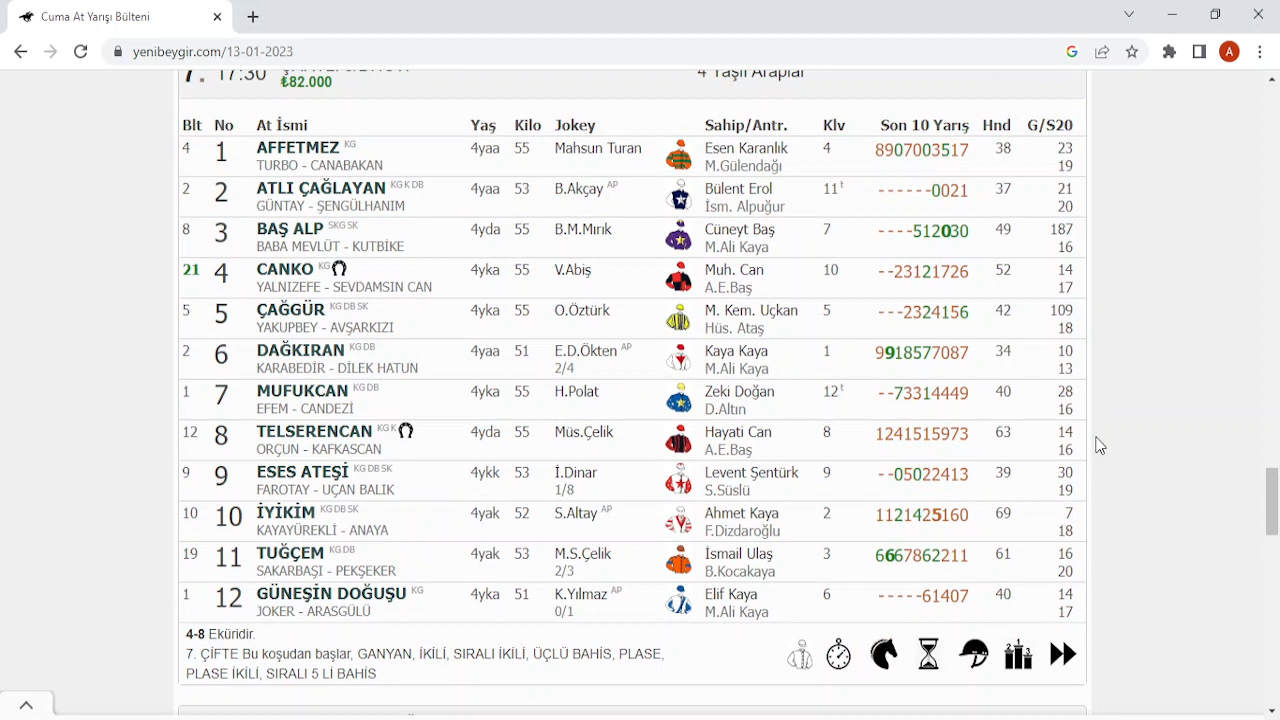 Cuma At Yarışı Bülteni
yenibeygir.com/13-01-2023
A
7. 17:30
₺82.000
4 Yaşlı Araplar
Blt No At İsmi Yaş Kilo Jokey Sahip/Antr. Klv Son 10 Yarış Hnd G/S20
4 1 AFFETMEZ KG 4yaa 55 Mahsun Turan Esen Karanlık 4 8907003517 38 23
TURBO - CANABAKAN M.Gülendağı 19
2 2 ATLI ÇAĞLAYAN KG K DB 4yaa 53 B.Akçay AP Bülent Erol 11t ------0021 37 21
GÜNTAY - ŞENGÜLHANIM İsm. Alpuğur 20
8 3 BAŞ ALP SKG SK 4yda 55 B.M.Mırık Cüneyt Baş 7 ----512030 49 187
BABA MEVLÜT - KUTBİKE M.Ali Kaya 16
21 4 CANKO KG 4yka 55 V.Abiş Muh. Can 10 --23121726 52 14
YALNIZEFE - SEVDAMSIN CAN A.E.Baş 17
5 5 ÇAĞGÜR KG DB SK 4yka 55 O.Öztürk M. Kem. Uçkan 5 ---2324156 42 109
YAKUPBEY - AVŞARKIZI Hüs. Ataş 18
2 6 DAĞKIRAN KG DB 4yaa 51 E.D.Ökten AP Kaya Kaya 1 9918577087 34 10
KARABEDİR - DİLEK HATUN 2/4 M.Ali Kaya 13
1 7 MUFUKCAN KG DB 4yka 55 H.Polat Zeki Doğan 12t --73314449 40 28
EFEM - CANDEZİ D.Altın 16
12 8 TELSERENCAN KG K 4yda 55 Müs.Çelik Hayati Can 8 1241515973 63 14
ORÇUN - KAFKASCAN A.E.Baş 16
9 9 ESES ATEŞİ KG DB SK 4ykk 53 İ.Dinar Levent Şentürk 9 --05022413 39 30
FAROTAY - UÇAN BALIK 1/8 S.Süslü 19
10 10 İYİKİM KG DB SK 4yak 52 S.Altay AP Ahmet Kaya 2 1121425160 69 7
KAYAYÜREKLİ - ANAYA F.Dizdaroğlu 18
19 11 TUĞÇEM KG DB 4yak 53 M.S.Çelik İsmail Ulaş 3 6667862211 61 16
SAKARBAŞI - PEKŞEKER 2/3 B.Kocakaya 20
1 12 GÜNEŞİN DOĞUŞU KG 4yka 51 K.Yılmaz AP Elif Kaya 6 -----61407 40 14
JOKER - ARASGÜLÜ 0/1 M.Ali Kaya 17
4-8 Eküridir.
7. ÇİFTE Bu koşudan başlar, GANYAN, İKİLİ, SIRALI İKİLİ, ÜÇLÜ BAHİS, PLASE,
PLASE İKİLİ, SIRALI 5 Lİ BAHİS